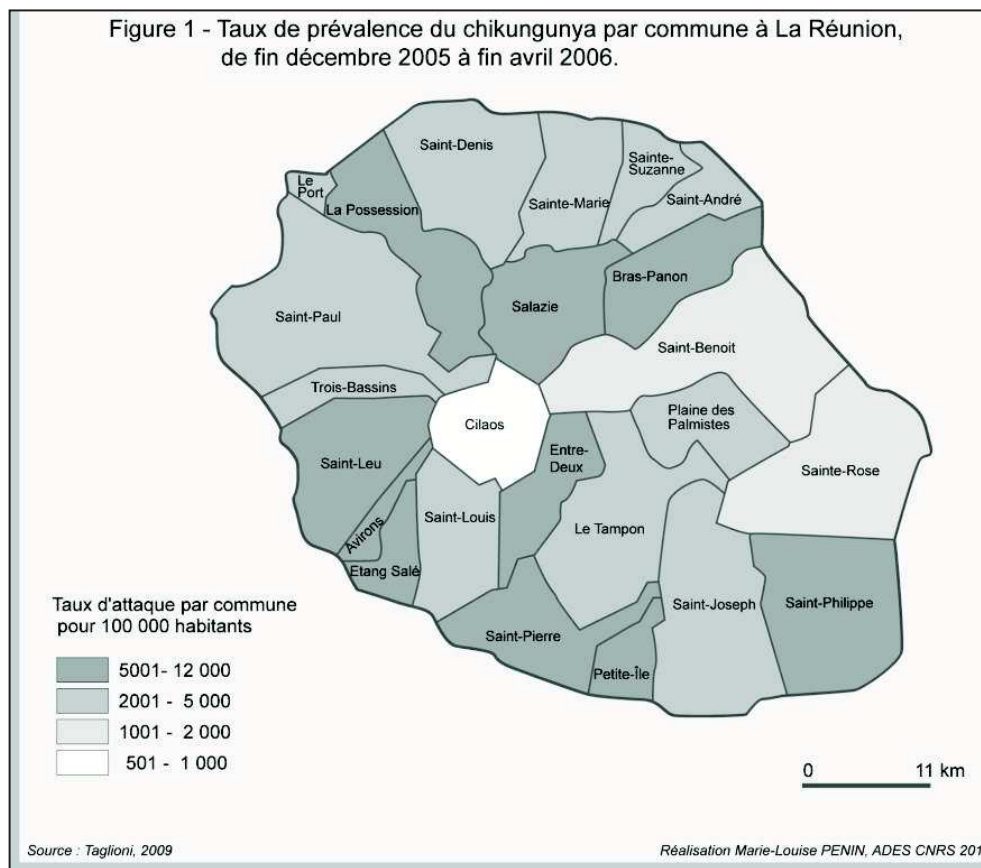 Figure 1 - Taux de prévalence du chikungunya par commune à La Réunion,
de fin décembre 2005 à fin avril 2006.
Saint-Denis
Sainte-
Suzanne
Le
Port
La Possession
Sainte-Marie
Saint-André
Bras-Panon
Salazie
Saint-Paul
Saint-Benoit
Trois-Bassins
Plaine des
Palmistes
Cilaos
Entre-
Deux
Saint-Leu
Sainte-Rose
Saint-Louis
Le Tampon
Avirons
Etang Salé
Saint-Joseph
Saint-Philippe
Saint-Pierre
Petite-Île
Taux d'attaque par commune
pour 100 000 habitants
5001- 12 000
2001 - 5 000
1001 - 2 000
501 - 1 000
0 11 km
Source : Taglioni, 2009
Réalisation Marie-Louise PENIN, ADES CNRS 201